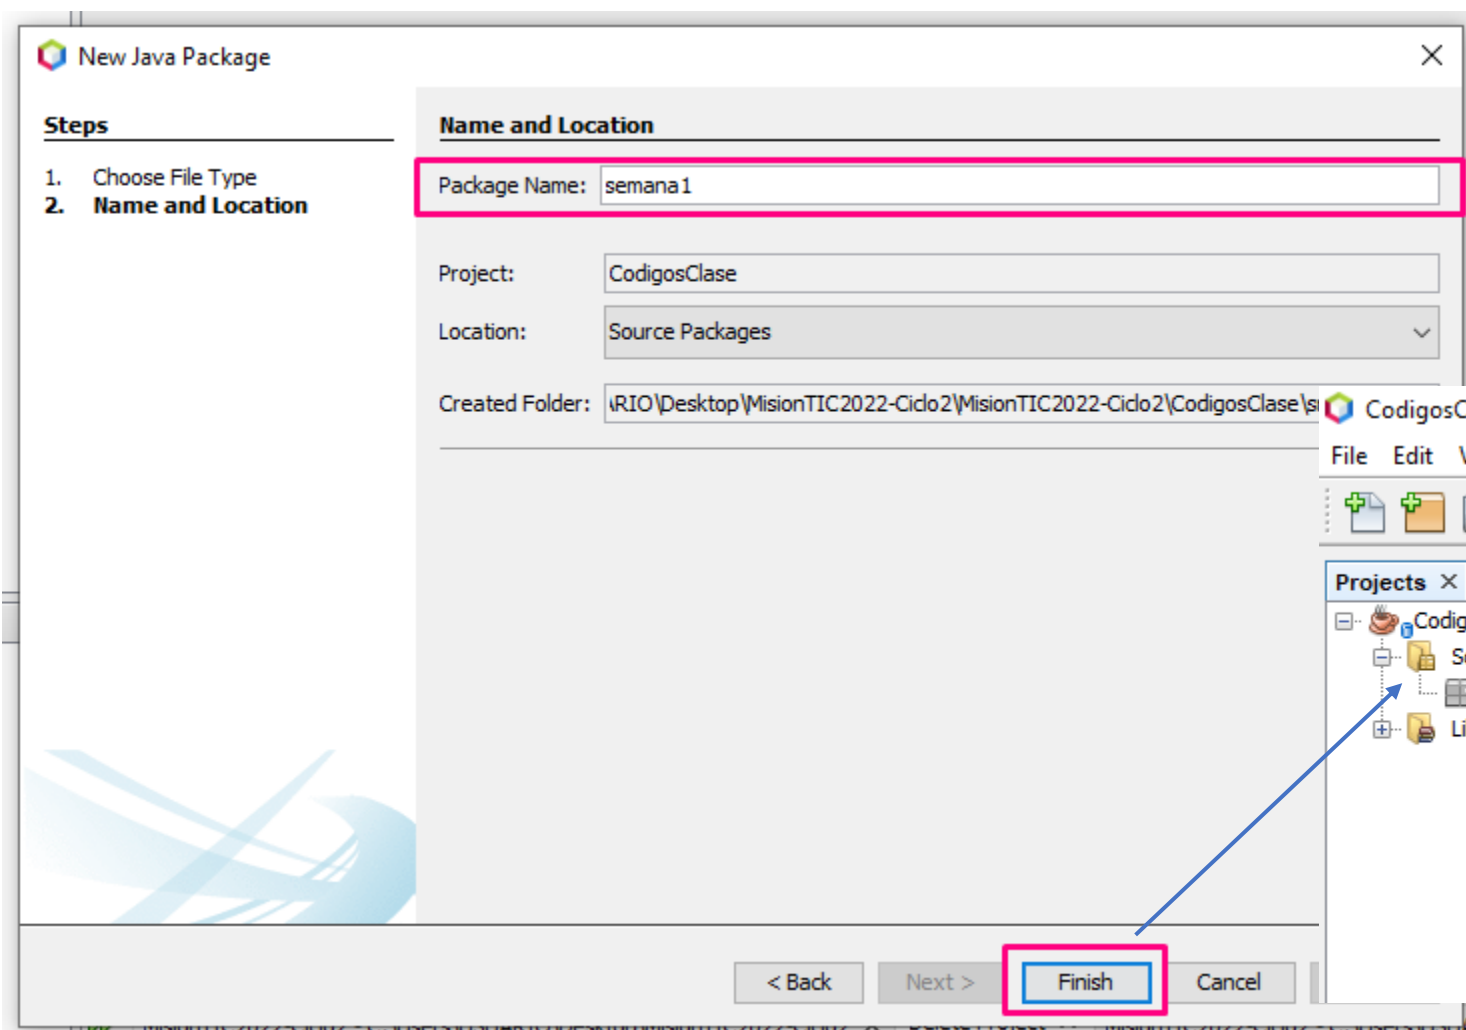 New Java Package
Steps
1. Choose File Type
2. Name and Location
Name and Location
Package Name: semana1
Project: CodigosClase
Location: Source Packages
Created Folder: \RIO\Desktop\MisionTIC2022-Ciclo2\MisionTIC2022-Ciclo2\CodigosClase\s
CodigosC
File Edit
Projects
Codig
S
Li
< Back Next > Finish Cancel